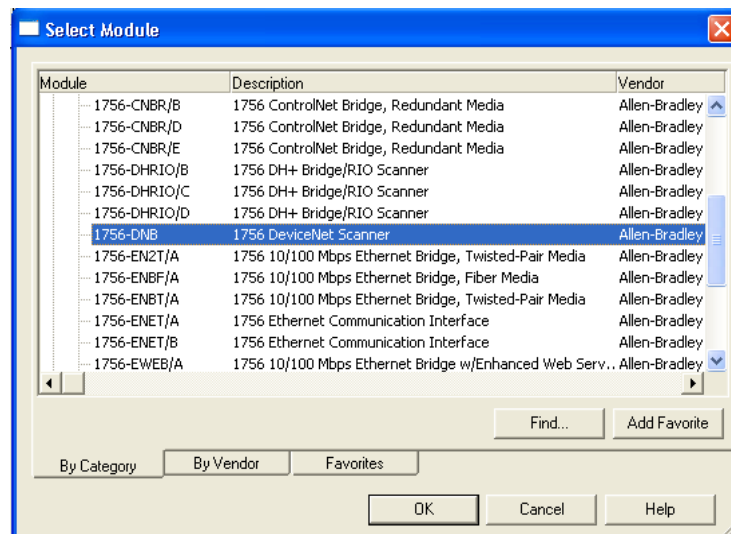 Select Module
Module Description Vendor
1756-CNBR/B 1756 ControlNet Bridge, Redundant Media Allen-Bradley
1756-CNBR/D 1756 ControlNet Bridge, Redundant Media Allen-Bradley
1756-CNBR/E 1756 ControlNet Bridge, Redundant Media Allen-Bradley
1756-DHRIO/B 1756 DH+ Bridge/RIO Scanner Allen-Bradley
1756-DHRIO/C 1756 DH+ Bridge/RIO Scanner Allen-Bradley
1756-DHRIO/D 1756 DH+ Bridge/RIO Scanner Allen-Bradley
1756-DNB 1756 DeviceNet Scanner Allen-Bradley
1756-EN2T/A 1756 10/100 Mbps Ethernet Bridge, Twisted-Pair Media Allen-Bradley
1756-ENBF/A 1756 10/100 Mbps Ethernet Bridge, Fiber Media Allen-Bradley
1756-ENBT/A 1756 10/100 Mbps Ethernet Bridge, Twisted-Pair Media Allen-Bradley
1756-ENET/A 1756 Ethernet Communication Interface Allen-Bradley
1756-ENET/B 1756 Ethernet Communication Interface Allen-Bradley
1756-EWEB/A 1756 10/100 Mbps Ethernet Bridge w/Enhanced Web Serv... Allen-Bradley
Find... Add Favorite
By Category By Vendor Favorites
OK Cancel Help